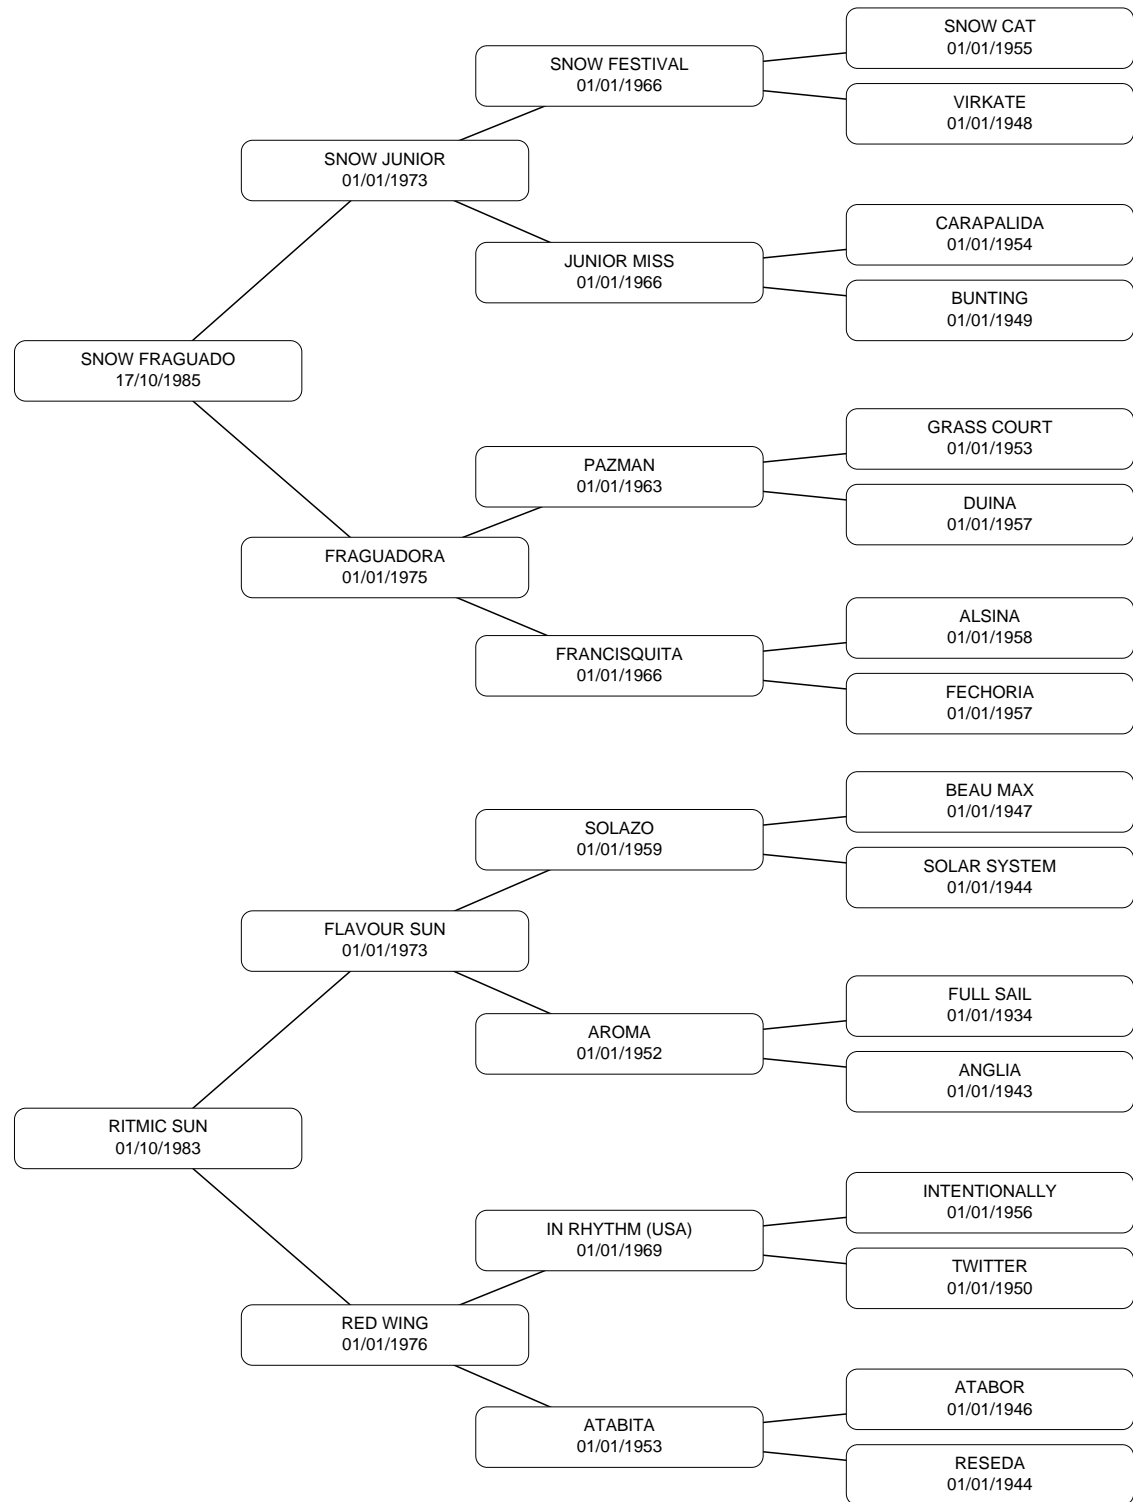 SNOW CAT
01/01/1955
SNOW FESTIVAL
01/01/1966
VIRKATE
01/01/1948
SNOW JUNIOR
01/01/1973
CARAPALIDA
01/01/1954
JUNIOR MISS
01/01/1966
BUNTING
01/01/1949
SNOW FRAGUADO
17/10/1985
GRASS COURT
01/01/1953
PAZMAN
01/01/1963
DUINA
01/01/1957
FRAGUADORA
01/01/1975
ALSINA
01/01/1958
FRANCISQUITA
01/01/1966
FECHORIA
01/01/1957
BEAU MAX
01/01/1947
SOLAZO
01/01/1959
SOLAR SYSTEM
01/01/1944
FLAVOUR SUN
01/01/1973
FULL SAIL
01/01/1934
AROMA
01/01/1952
ANGLIA
01/01/1943
RITMIC SUN
01/10/1983
INTENTIONALLY
01/01/1956
IN RHYTHM (USA)
01/01/1969
TWITTER
01/01/1950
RED WING
01/01/1976
ATABOR
01/01/1946
ATABITA
01/01/1953
RESEDA
01/01/1944